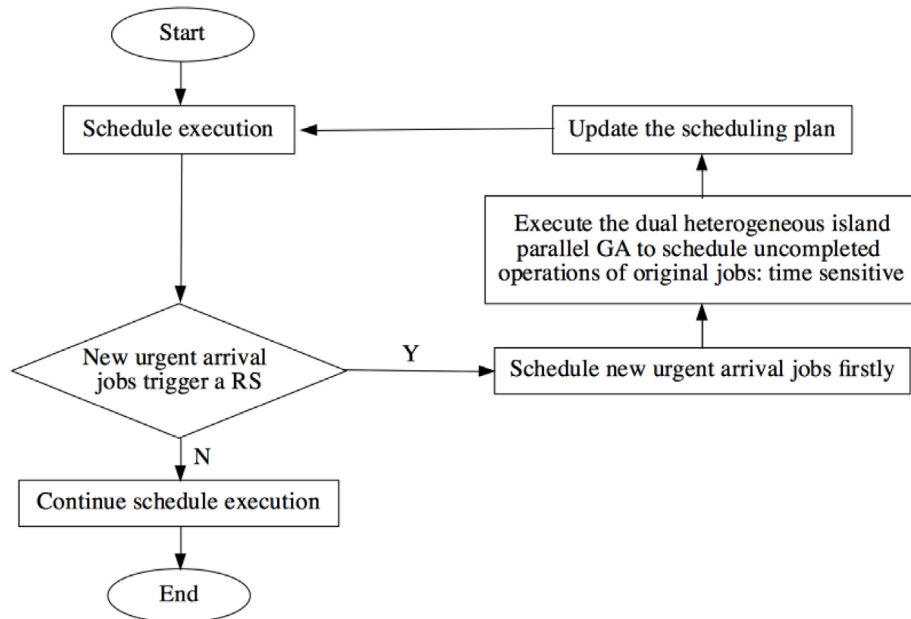 Start
Schedule execution
Update the scheduling plan
Execute the dual heterogeneous island
parallel GA to schedule uncompleted
operations of original jobs: time sensitive
New urgent arrival
jobs trigger a RS
Y
Schedule new urgent arrival jobs firstly
N
Continue schedule execution
End